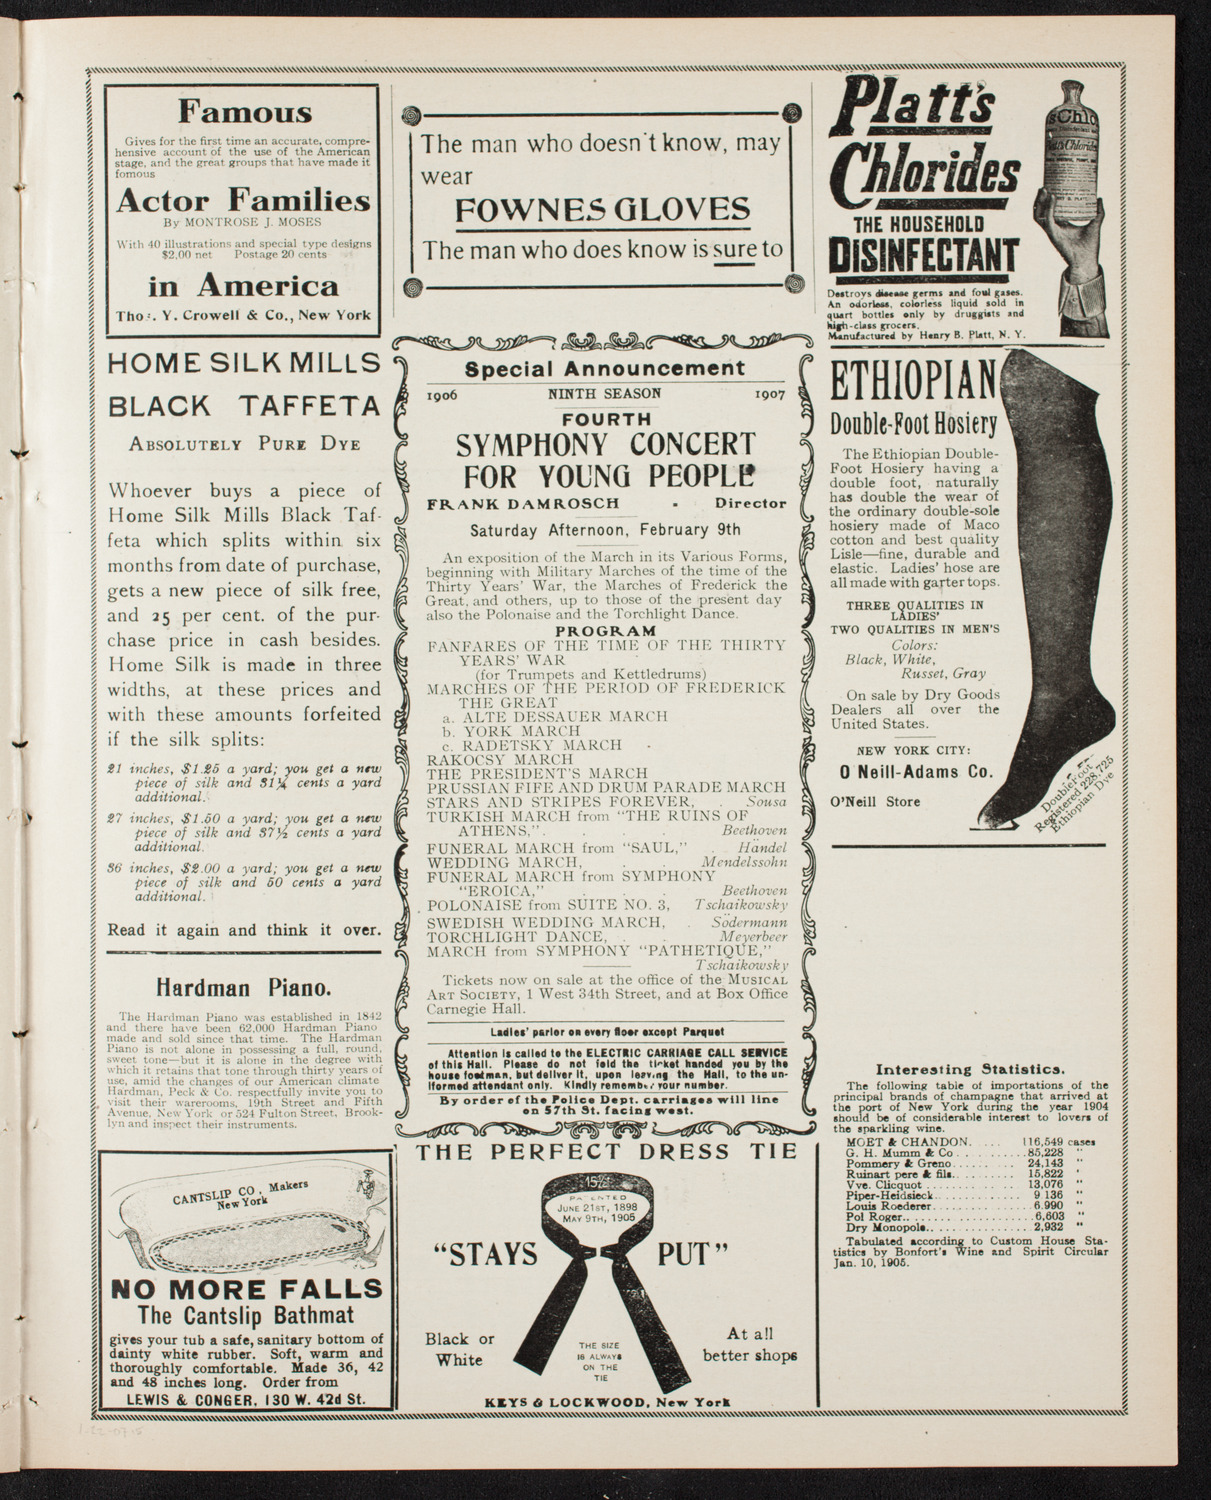 Famous
Gives for the first time an accurate, compre-
hensive account of the use of the American
stage, and the great groups that have made it
fomous
Actor Families
By MONTROSE J. MOSES
With 40 illustrations and special type designs
$2.00 net Postage 20 cents
in America
Thos. Y. Crowell & Co., New York
HOME SILK MILLS
BLACK TAFFETA
ABSOLUTELY PURE DYE
Whoever buys a piece of
Home Silk Mills Black Taf-
feta which splits within six
months from date of purchase,
gets a new piece of silk free,
and 25 per cent. of the pur-
chase price in cash besides.
Home Silk is made in three
widths, at these prices and
with these amounts forfeited
if the silk splits:
21 inches, $1.25 a yard; you get a new
piece of silk and 31¼ cents a yard
additional.
27 inches, $1.50 a yard; you get a new
piece of silk and 37½ cents a yard
additional.
36 inches, $2.00 a yard; you get a new
piece of silk and 50 cents a yard
additional.
Read it again and think it over.
Hardman Piano.
The Hardman Piano was established in 1842
and there have been 62,000 Hardman Piano
made and sold since that time. The Hardman
Piano is not alone in possessing a full, round,
sweet tone—but it is alone in the degree with
which it retains that tone through thirty years of
use, amid the changes of our American climate
Hardman, Peck & Co. respectfully invite you to
visit their warerooms, 19th Street and Fifth
Avenue, New York or 524 Fulton Street, Brook-
lyn and inspect their instruments.
CANTSLIP CO. Makers
New York
NO MORE FALLS
The Cantslip Bathmat
gives your tub a safe, sanitary bottom of
dainty white rubber. Soft, warm and
thoroughly comfortable. Made 36, 42
and 48 inches long. Order from
LEWIS & CONGER, 130 W. 42d St.
The man who doesn't know, may
wear
FOWNES GLOVES
The man who does know is sure to
Special Announcement
1906 NINTH SEASON 1907
FOURTH
SYMPHONY CONCERT
FOR YOUNG PEOPLE
FRANK DAMROSCH - Director
Saturday Afternoon, February 9th
An exposition of the March in its Various Forms,
beginning with Military Marches of the time of the
Thirty Years' War, the Marches of Frederick the
Great, and others, up to those of the present day
also the Polonaise and the Torchlight Dance.
PROGRAM
FANFARES OF THE TIME OF THE THIRTY
YEARS' WAR
(for Trumpets and Kettledrums)
MARCHES OF THE PERIOD OF FREDERICK
THE GREAT
a. ALTE DESSAUER MARCH
b. YORK MARCH
c. RADETSKY MARCH
RAKOCSY MARCH
THE PRESIDENT'S MARCH
PRUSSIAN FIFE AND DRUM PARADE MARCH
STARS AND STRIPES FOREVER, . Sousa
TURKISH MARCH from "THE RUINS OF
ATHENS,". . . . Beethoven
FUNERAL MARCH from "SAUL," . Händel
WEDDING MARCH, . . Mendelssohn
FUNERAL MARCH from SYMPHONY
"EROICA," . . . Beethoven
POLONAISE from SUITE NO. 3, Tschaikowsky
SWEDISH WEDDING MARCH, . Södermann
TORCHLIGHT DANCE, . . Meyerbeer
MARCH from SYMPHONY "PATHETIQUE,"
Tschaikowsky
Tickets now on sale at the office of the MUSICAL
ART SOCIETY, 1 West 34th Street, and at Box Office
Carnegie Hall.
Ladies' parlor on every floor except Parquet
Attention is called to the ELECTRIC CARRIAGE CALL SERVICE
of this Hall. Please do not fold the ticket handed you by the
house footman, but deliver it, upon leaving the Hall, to the un-
iformed attendant only. Kindly remember your number.
By order of the Police Dept. carriages will line
on 57th St. facing west.
THE PERFECT DRESS TIE
15½
PATENTED
JUNE 21ST, 1898
MAY 9TH, 1905
"STAYS PUT"
Black or
White
THE SIZE
IS ALWAYS
ON THE
TIE
At all
better shops
KEYS & LOCKWOOD, New York
Platt's
Chlorides
THE HOUSEHOLD
DISINFECTANT
Destroys disease germs and foul gases.
An odorless, colorless liquid sold in
quart bottles only by druggists and
high-class grocers.
Manufactured by Henry B. Platt, N. Y.
ETHIOPIAN
Double-Foot Hosiery
The Ethiopian Double-
Foot Hosiery having a
double foot, naturally
has double the wear of
the ordinary double-sole
hosiery made of Maco
cotton and best quality
Lisle—fine, durable and
elastic. Ladies' hose are
all made with garter tops.
THREE QUALITIES IN
LADIES'
TWO QUALITIES IN MEN'S
Colors:
Black, White,
Russet, Gray
On sale by Dry Goods
Dealers all over the
United States.
NEW YORK CITY:
O Neill-Adams Co.
O'Neill Store
Double Foot
Registered 228,725
Ethiopian Dye
Interesting Statistics.
The following table of importations of the
principal brands of champagne that arrived at
the port of New York during the year 1904
should be of considerable interest to lovers of
the sparkling wine.
MOET & CHANDON. .... 116,549 cases
G. H. Mumm & Co .......... 85,228 "
Pommery & Greno.......... 24,143 "
Ruinart pere & fils.......... 15,822 "
Vve. Clicquot .............. 13,076 "
Piper-Heidsieck............. 9 136 "
Louis Roederer.............. 6.990 "
Pol Roger................... 6,603 "
Dry Monopole............... 2,932 "
Tabulated according to Custom House Sta-
tistics by Bonfort's Wine and Spirit Circular
Jan. 10, 1905.